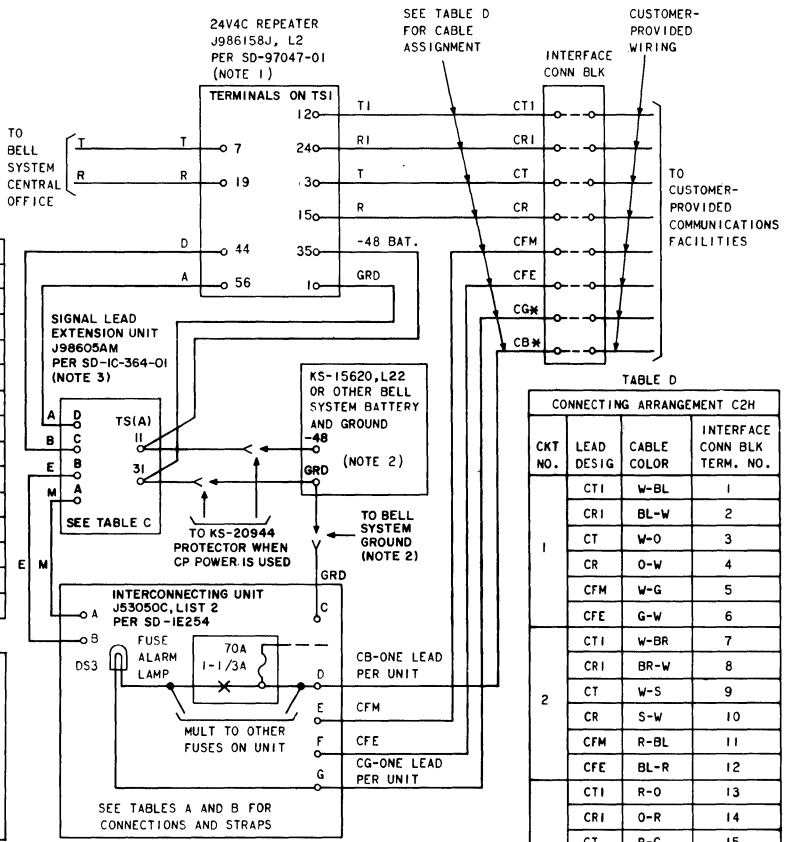 24V4C REPEATER
J986158J, L2
PER SD-97047-01
(NOTE 1)
SEE TABLE D
FOR CABLE
ASSIGNMENT
CUSTOMER-
PROVIDED
WIRING
INTERFACE
CONN BLK
TERMINALS ON TS1
TO
BELL
SYSTEM
CENTRAL
OFFICE
T T 7
R R 19
D 44
A 56
12 T1 CT1
24 R1 CR1
13 T CT
15 R CR
35 -48 BAT. CFM
1 GRD CFE
CG*
CB*
TO
CUSTOMER-
PROVIDED
COMMUNICATIONS
FACILITIES
SIGNAL LEAD
EXTENSION UNIT
J98605AM
PER SD-1C-364-01
(NOTE 3)
A D
B C
E B
M A
TS(A)
11
31
SEE TABLE C
KS-15620,L22
OR OTHER BELL
SYSTEM BATTERY
AND GROUND
-48
(NOTE 2)
GRD
TO KS-20944
PROTECTOR WHEN
CP POWER IS USED
TO BELL
SYSTEM
GROUND
(NOTE 2)
GRD
E M
INTERCONNECTING UNIT
J53050C, LIST 2
PER SD-1E254
C
A
B
DS3
FUSE
ALARM
LAMP
70A
1-1/3A
MULT TO OTHER
FUSES ON UNIT
D
CB-ONE LEAD
PER UNIT
E CFM
F CFE
G
CG-ONE LEAD
PER UNIT
SEE TABLES A AND B FOR
CONNECTIONS AND STRAPS
TABLE D
CONNECTING ARRANGEMENT C2H
CKT NO. LEAD DESIG CABLE COLOR INTERFACE CONN BLK TERM. NO.
1 CT1 W-BL 1
CR1 BL-W 2
CT W-O 3
CR O-W 4
CFM W-G 5
CFE G-W 6
2 CT1 W-BR 7
CR1 BR-W 8
CT W-S 9
CR S-W 10
CFM R-BL 11
CFE BL-R 12
CT1 R-O 13
CR1 O-R 14
CT R-G 15